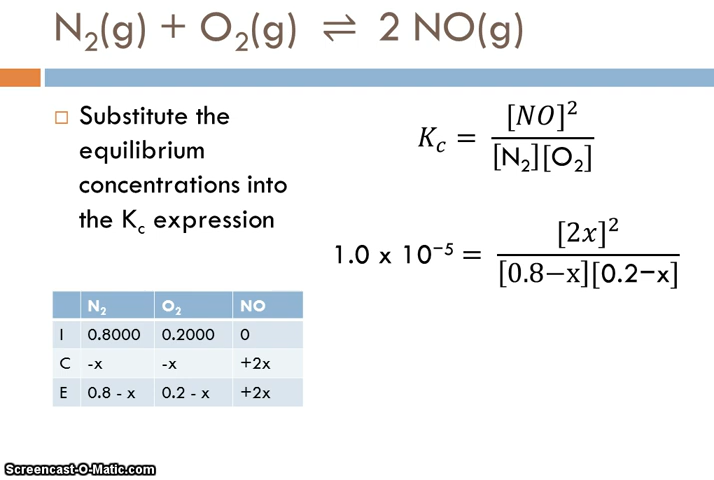 N₂(g) + O₂(g) ⇌ 2 NO(g)
Substitute the
equilibrium
concentrations into
the K꜀ expression
K꜀ = [NO]² / [N₂][O₂]
1.0 x 10⁻⁵ = [2x]² / [0.8−x][0.2−x]
N₂ O₂ NO
I 0.8000 0.2000 0
C -x -x +2x
E 0.8 - x 0.2 - x +2x
Screencast-O-Matic.com